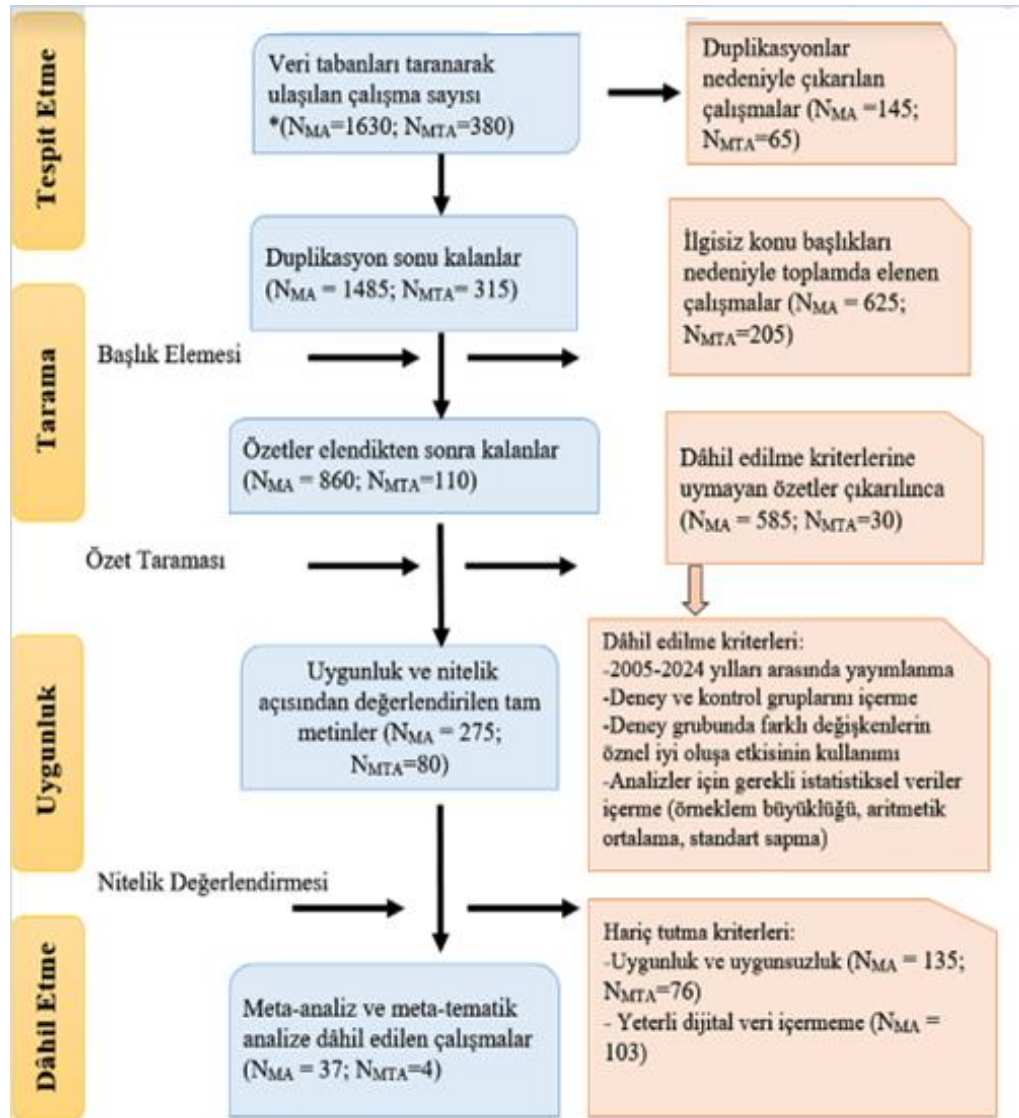 Tespit Etme
Veri tabanları taranarak
ulaşılan çalışma sayısı
*(NMA=1630; NMTA=380)
Duplikasyonlar
nedeniyle çıkarılan
çalışmalar (NMA =145;
NMTA=65)
Duplikasyon sonu kalanlar
(NMA = 1485; NMTA= 315)
İlgisiz konu başlıkları
nedeniyle toplamda elenen
çalışmalar (NMA = 625;
NMTA=205)
Tarama
Başlık Elemesi
Özetler elendikten sonra kalanlar
(NMA = 860; NMTA=110)
Dâhil edilme kriterlerine
uymayan özetler çıkarılınca
(NMA = 585; NMTA=30)
Özet Taraması
Uygunluk
Uygunluk ve nitelik
açısından değerlendirilen tam
metinler (NMA = 275;
NMTA=80)
Dâhil edilme kriterleri:
-2005-2024 yılları arasında yayımlanma
-Deney ve kontrol gruplarını içerme
-Deney grubunda farklı değişkenlerin
öznel iyi oluşa etkisinin kullanımı
-Analizler için gerekli istatistiksel veriler
içerme (örneklem büyüklüğü, aritmetik
ortalama, standart sapma)
Nitelik Değerlendirmesi
Dâhil Etme
Meta-analiz ve meta-tematik
analize dâhil edilen çalışmalar
(NMA = 37; NMTA=4)
Hariç tutma kriterleri:
-Uygunluk ve uygunsuzluk (NMA = 135;
NMTA=76)
- Yeterli dijital veri içermeme (NMA =
103)